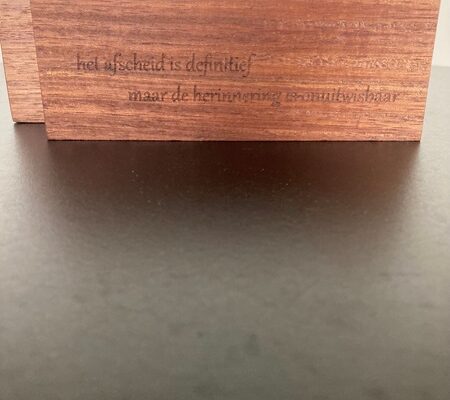 het afscheid is definitief
maar de herinnering is onuitwisbaar